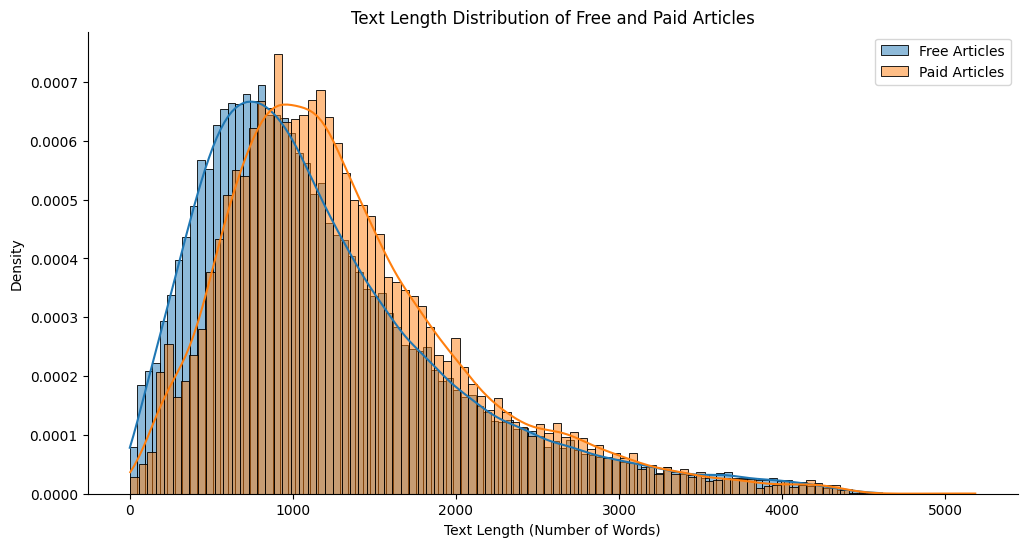 Text Length Distribution of Free and Paid Articles
Free Articles
Paid Articles
0.0007
0.0006
0.0005
0.0004
0.0003
0.0002
0.0001
0.0000
Density
0 1000 2000 3000 4000 5000
Text Length (Number of Words)